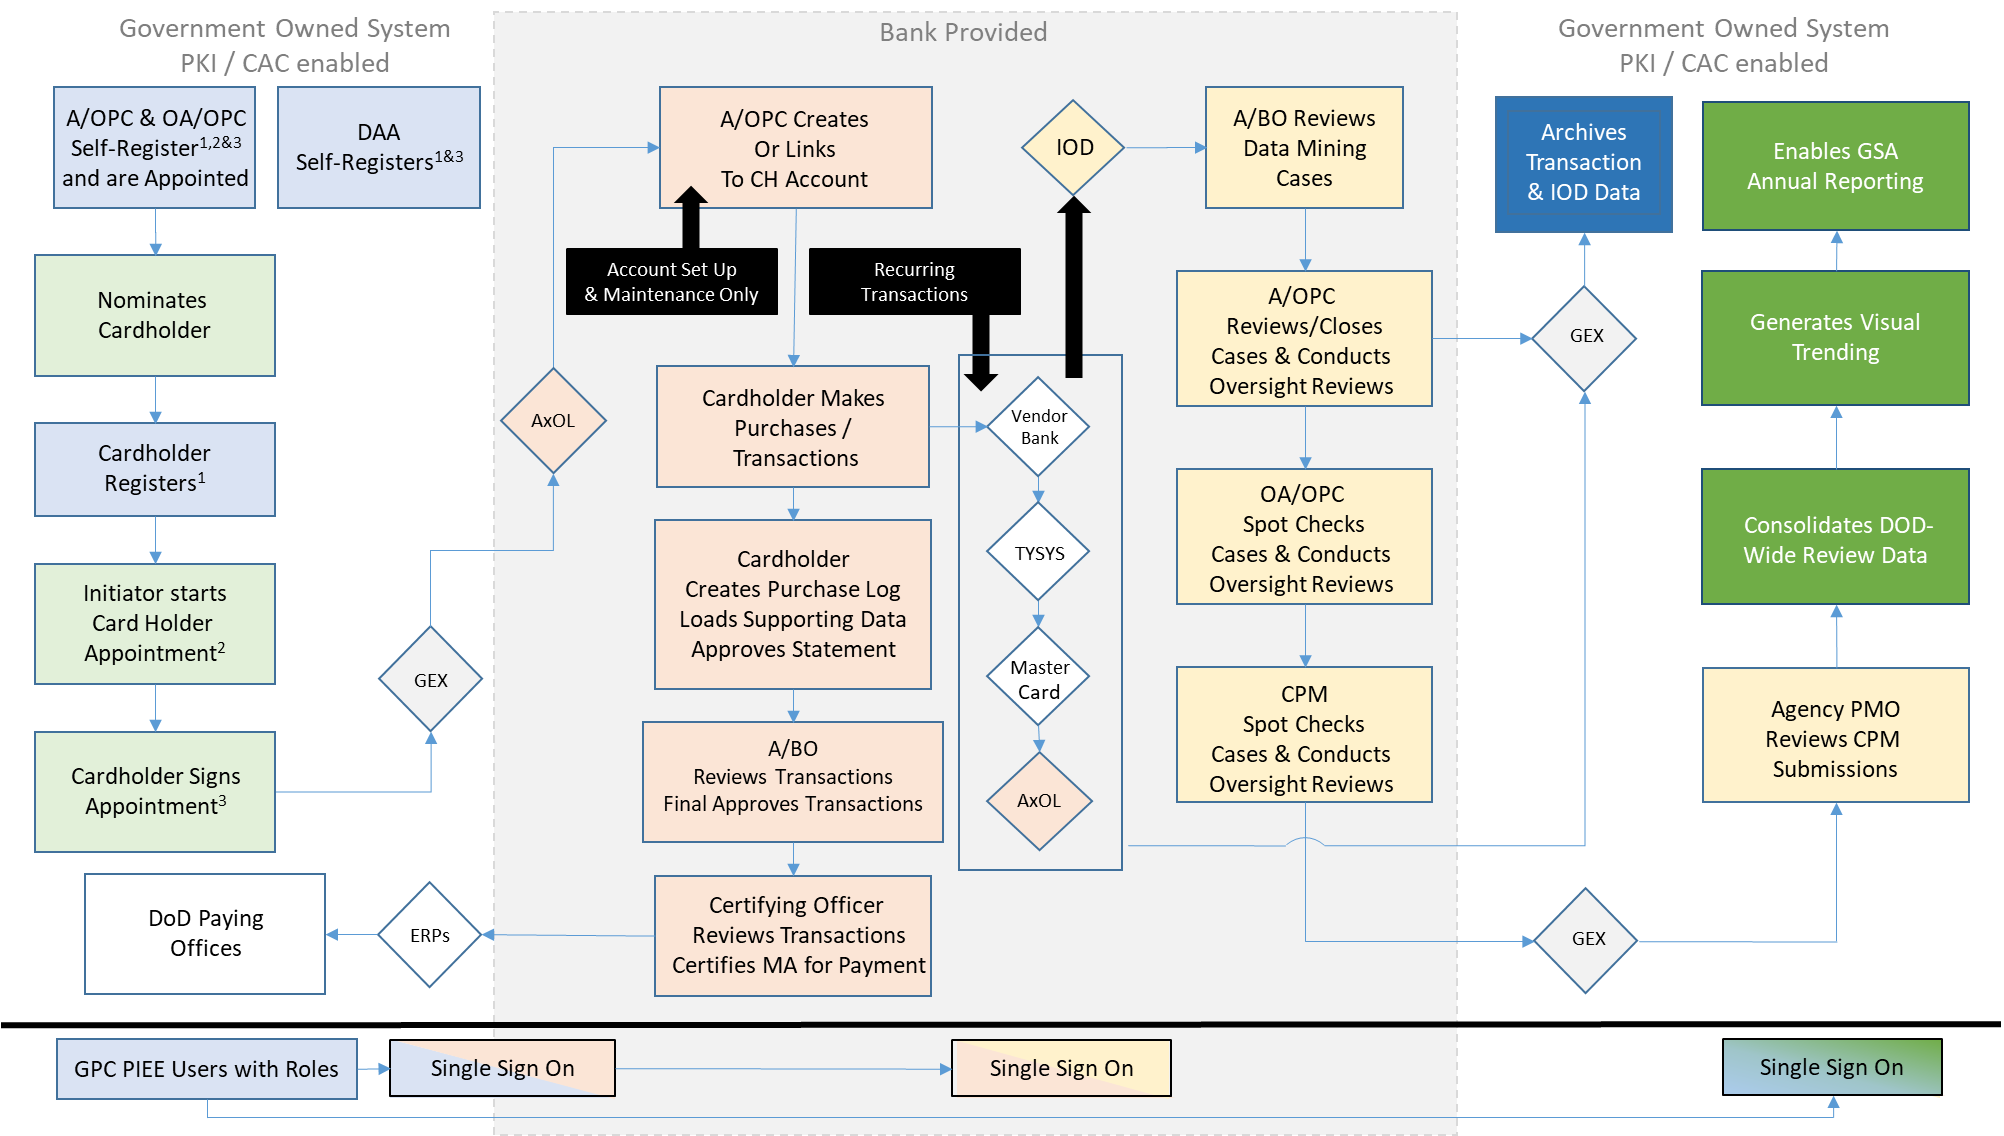 Government Owned System
PKI / CAC enabled
Bank Provided
Government Owned System
PKI / CAC enabled
A/OPC & OA/OPC
Self-Register1,2&3
and are Appointed
DAA
Self-Registers1&3
Nominates
Cardholder
Cardholder
Registers1
Initiator starts
Card Holder
Appointment2
Cardholder Signs
Appointment3
GEX
AxOL
DoD Paying
Offices
ERPs
A/OPC Creates
Or Links
To CH Account
Account Set Up
& Maintenance Only
Recurring
Transactions
Cardholder Makes
Purchases /
Transactions
Cardholder
Creates Purchase Log
Loads Supporting Data
Approves Statement
A/BO
Reviews Transactions
Final Approves Transactions
Certifying Officer
Reviews Transactions
Certifies MA for Payment
Vendor
Bank
TYSYS
Master
Card
AxOL
IOD
A/BO Reviews
Data Mining
Cases
A/OPC
Reviews/Closes
Cases & Conducts
Oversight Reviews
OA/OPC
Spot Checks
Cases & Conducts
Oversight Reviews
CPM
Spot Checks
Cases & Conducts
Oversight Reviews
Archives
Transaction
& IOD Data
GEX
GEX
Enables GSA
Annual Reporting
Generates Visual
Trending
Consolidates DOD-
Wide Review Data
Agency PMO
Reviews CPM
Submissions
GPC PIEE Users with Roles
Single Sign On
Single Sign On
Single Sign On